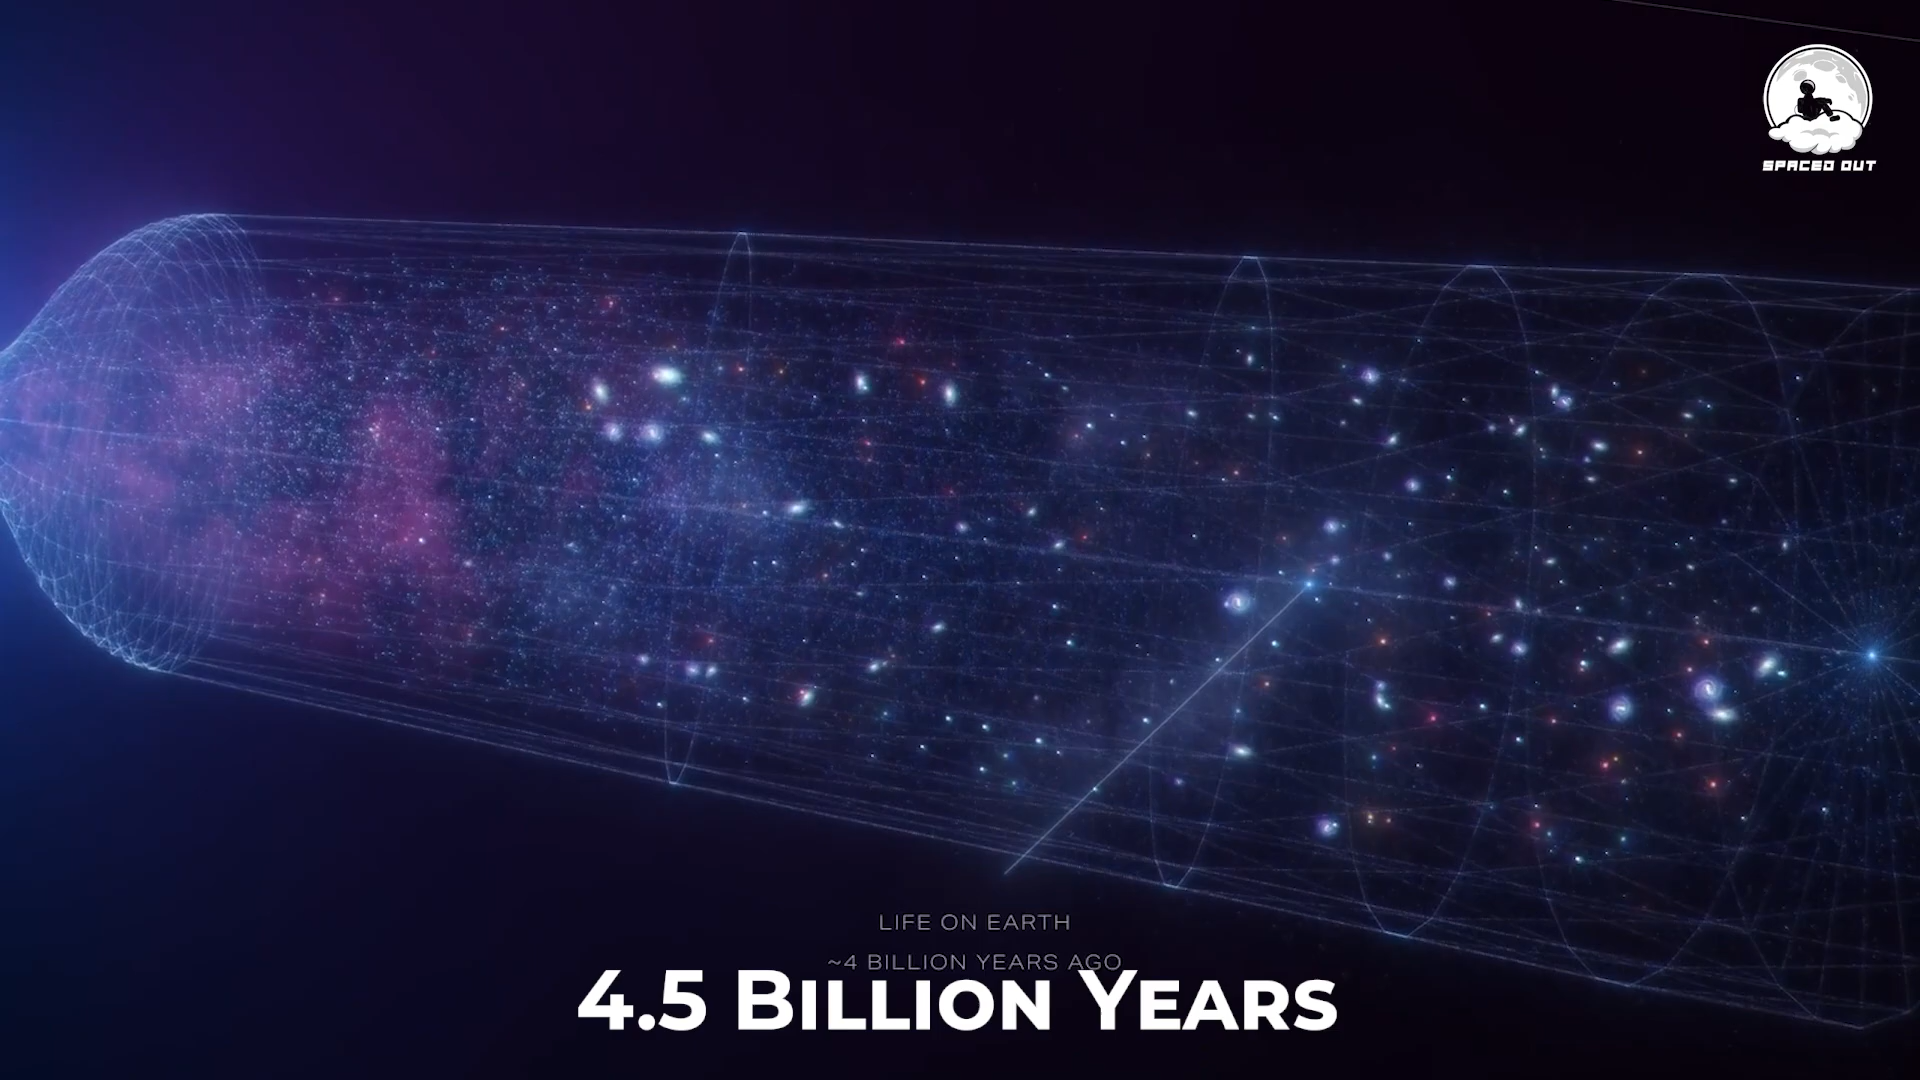 SPACED OUT
LIFE ON EARTH
~4 BILLION YEARS AGO
4.5 BILLION YEARS